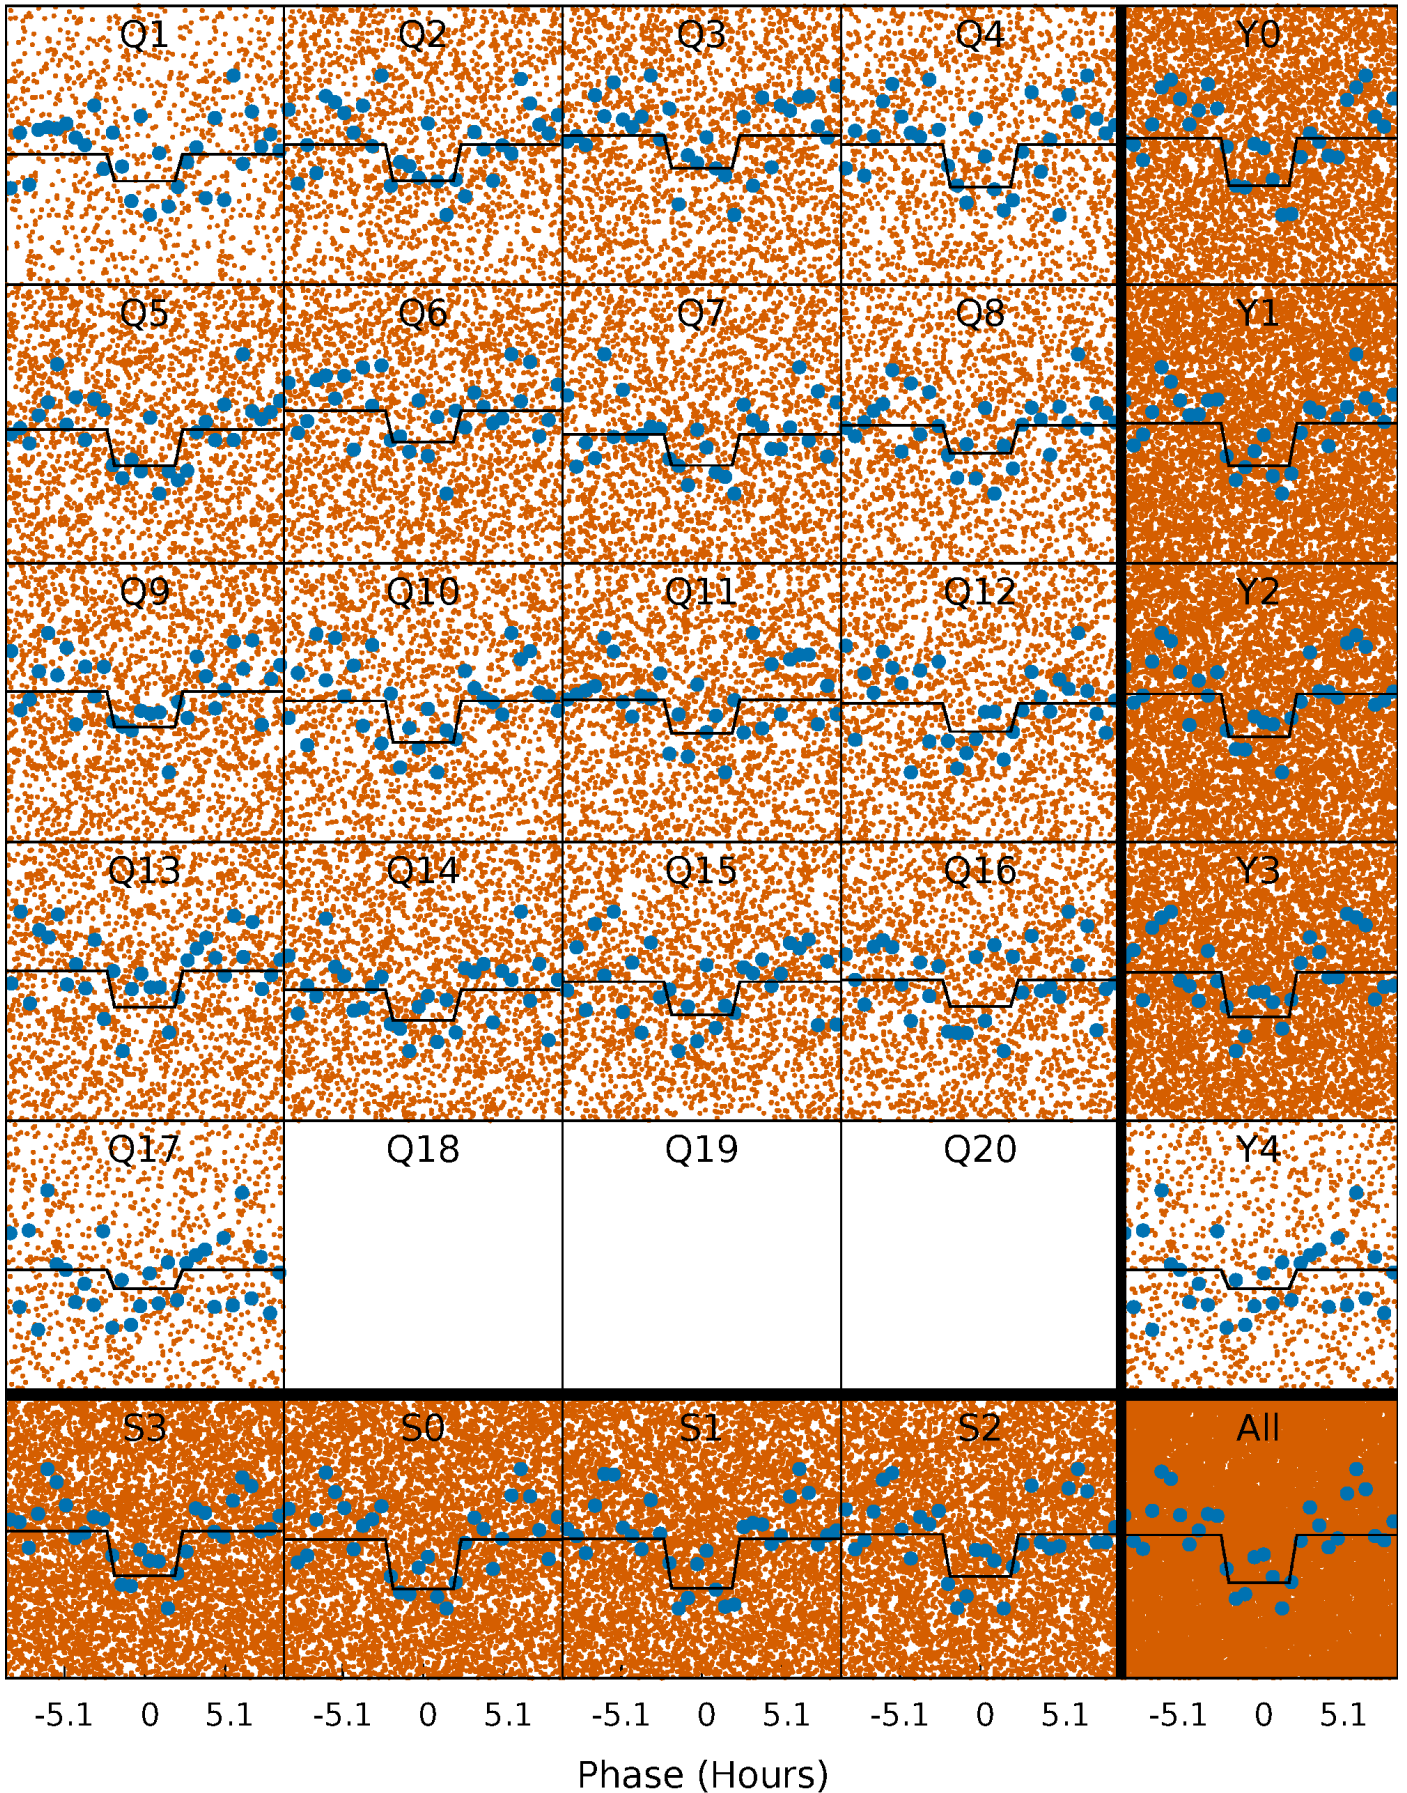 Q1 Q2 Q3 Q4 Y0
Q5 Q6 Q7 Q8 Y1
Q9 Q10 Q11 Q12 Y2
Q13 Q14 Q15 Q16 Y3
Q17 Q18 Q19 Q20 Y4
S3 S0 S1 S2 All
-5.1 0 5.1 -5.1 0 5.1 -5.1 0 5.1 -5.1 0 5.1 -5.1 0 5.1
Phase (Hours)